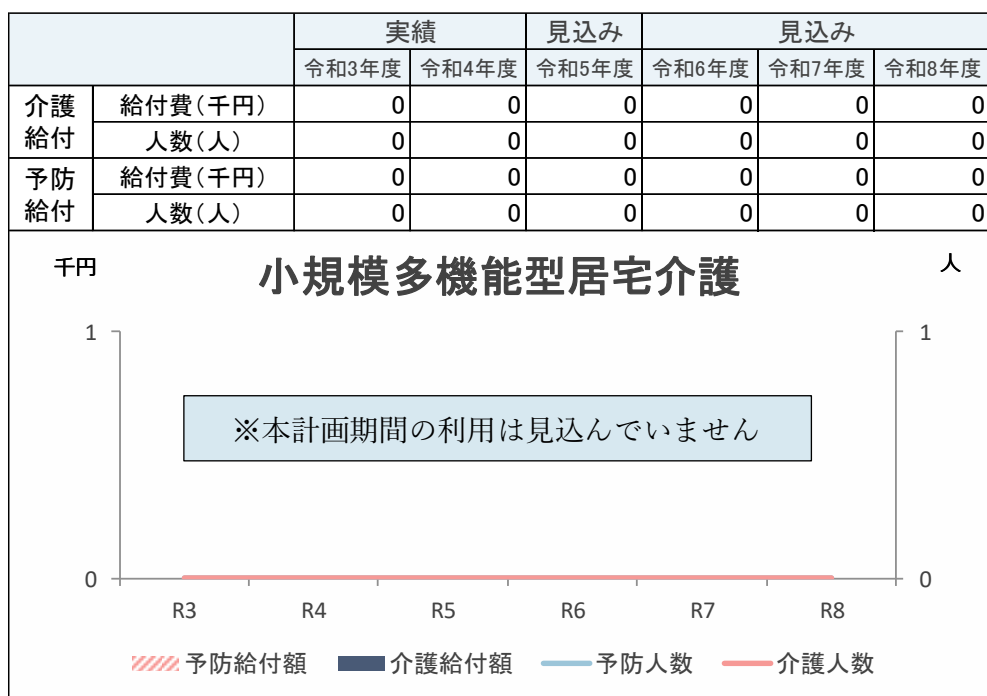 実績 見込み 見込み
令和3年度 令和4年度 令和5年度 令和6年度 令和7年度 令和8年度
介護給付 給付費(千円) 0 0 0 0 0 0
人数(人) 0 0 0 0 0 0
予防給付 給付費(千円) 0 0 0 0 0 0
人数(人) 0 0 0 0 0 0
千円 小規模多機能型居宅介護 人
1 1
※本計画期間の利用は見込んでいません
0 0
R3 R4 R5 R6 R7 R8
予防給付額 介護給付額 予防人数 介護人数